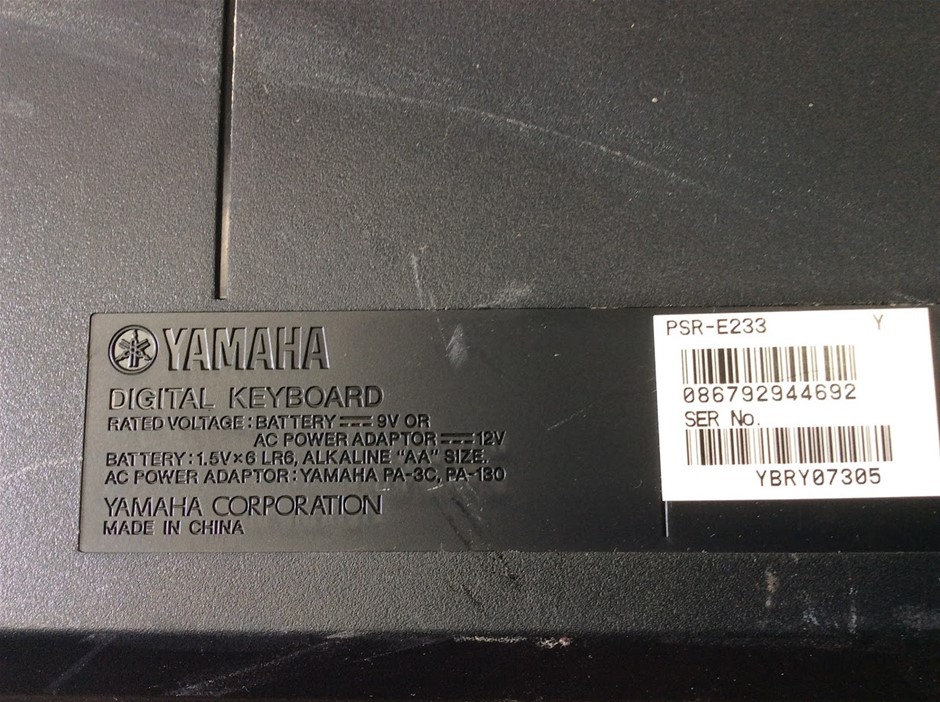 YAMAHA
DIGITAL KEYBOARD
RATED VOLTAGE : BATTERY ⎓ 9V OR
AC POWER ADAPTOR ⎓ 12V
BATTERY : 1.5V×6 LR6, ALKALINE "AA" SIZE.
AC POWER ADAPTOR : YAMAHA PA-3C, PA-130
YAMAHA CORPORATION
MADE IN CHINA
PSR-E233 Y
086792944692
SER No.
YBRY07305